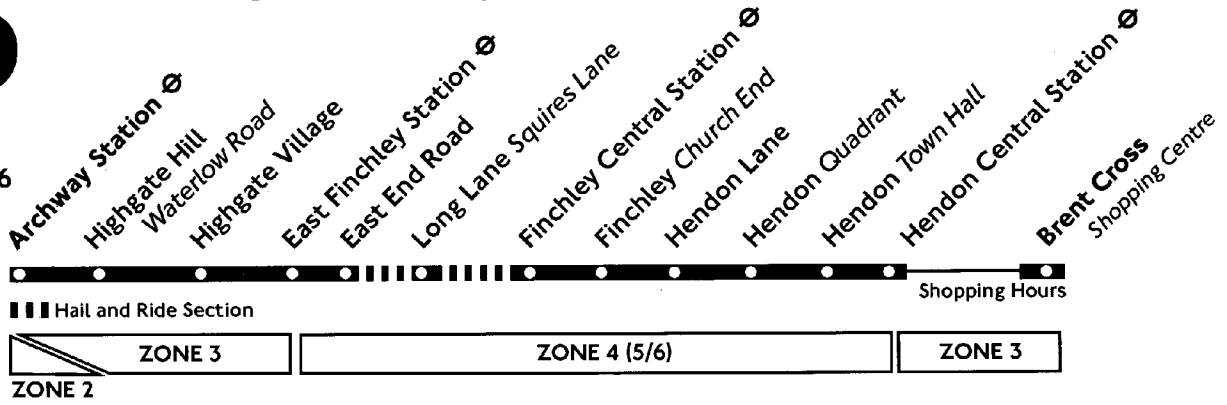 6
Archway Station
Highgate Hill
Waterlow Road
Highgate Village
East Finchley Station
East End Road
Long Lane Squires Lane
Finchley Central Station
Finchley Church End
Hendon Lane
Hendon Quadrant
Hendon Town Hall
Hendon Central Station
Brent Cross
Shopping Centre
Shopping Hours
Hail and Ride Section
ZONE 3
ZONE 4 (5/6)
ZONE 3
ZONE 2